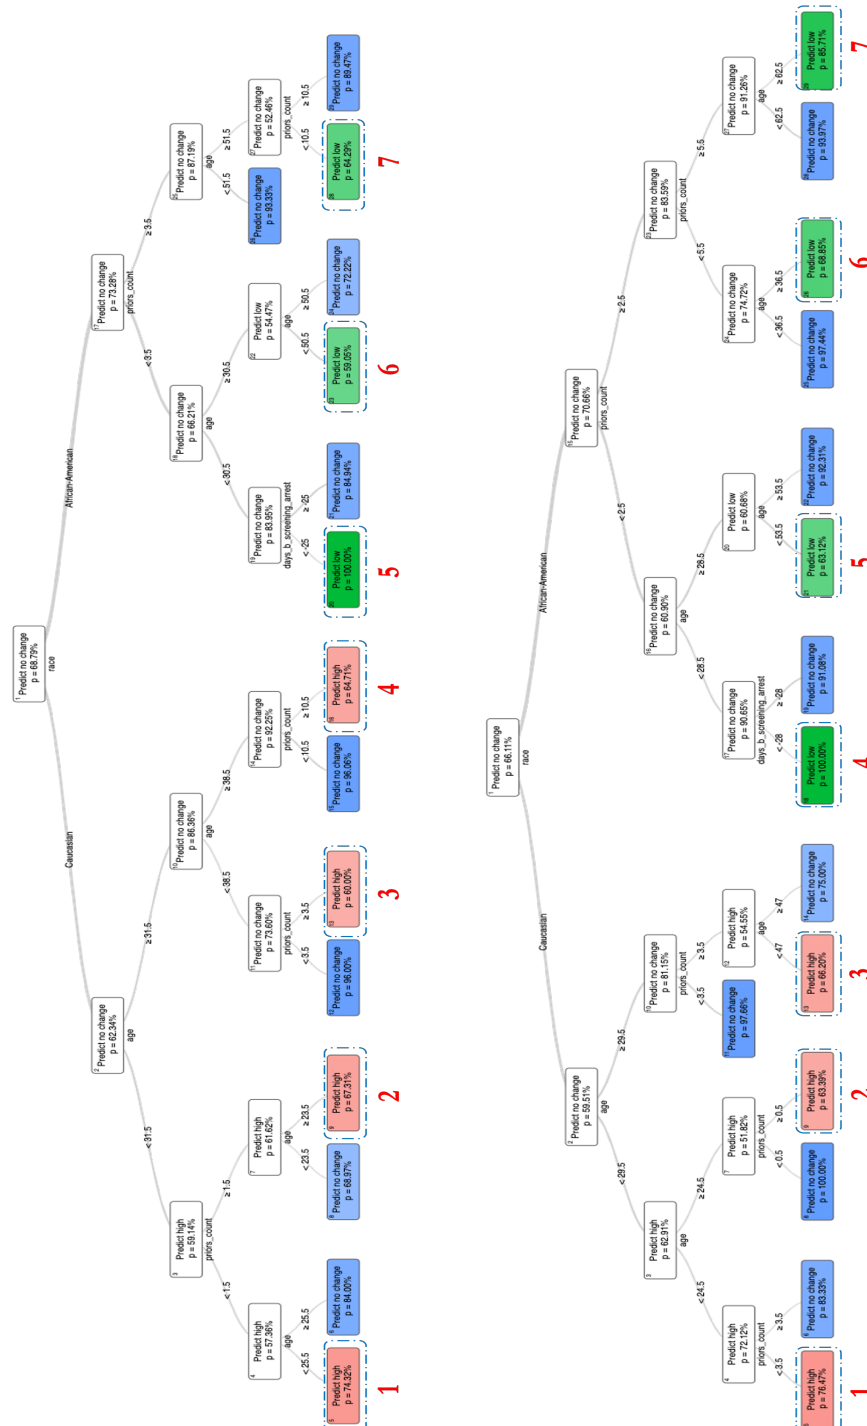 1
Predict no change
p = 68.79%
race
Caucasian
African-American
2
Predict no change
p = 62.34%
age
17
Predict no change
p = 73.28%
priors_count
<31.5
≥31.5
<3.5
≥3.5
3
Predict high
p = 59.14%
priors_count
10
Predict no change
p = 86.36%
age
18
Predict no change
p = 66.21%
age
25
Predict no change
p = 87.19%
age
<1.5
≥1.5
<38.5
≥38.5
<30.5
≥30.5
<51.5
≥51.5
4
Predict high
p = 57.36%
age
7
Predict high
p = 61.62%
age
11
Predict no change
p = 73.60%
priors_count
14
Predict no change
p = 92.25%
priors_count
19
Predict no change
p = 83.95%
days_b_screening_arrest
22
Predict low
p = 54.47%
age
Predict no change
p = 93.33%
27
Predict no change
p = 52.46%
priors_count
<25.5
≥25.5
<23.5
≥23.5
<3.5
≥3.5
<10.5
≥10.5
<-25
≥-25
<50.5
≥50.5
<10.5
≥10.5
5
Predict high
p = 74.32%
6
Predict no change
p = 84.00%
8
Predict no change
p = 68.97%
9
Predict high
p = 67.31%
12
Predict no change
p = 96.00%
13
Predict high
p = 60.00%
15
Predict no change
p = 96.06%
16
Predict high
p = 64.71%
20
Predict low
p = 100.00%
21
Predict no change
p = 84.94%
23
Predict low
p = 59.05%
24
Predict no change
p = 72.22%
28
Predict low
p = 64.29%
29
Predict no change
p = 89.47%
1
2
3
4
5
6
7
1
Predict no change
p = 66.11%
race
Caucasian
African-American
2
Predict no change
p = 59.51%
age
15
Predict no change
p = 70.66%
priors_count
<29.5
≥29.5
<2.5
≥2.5
3
Predict high
p = 62.91%
age
10
Predict no change
p = 81.15%
priors_count
16
Predict no change
p = 60.90%
age
23
Predict no change
p = 83.59%
priors_count
<24.5
≥24.5
<3.5
≥3.5
<28.5
≥28.5
<5.5
≥5.5
4
Predict high
p = 72.12%
priors_count
7
Predict high
p = 51.82%
priors_count
11
Predict no change
p = 97.66%
12
Predict high
p = 54.55%
age
17
Predict no change
p = 90.65%
days_b_screening_arrest
20
Predict low
p = 60.68%
age
24
Predict no change
p = 74.72%
age
27
Predict no change
p = 91.26%
age
<3.5
≥3.5
<0.5
≥0.5
<47
≥47
<-28
≥-28
<53.5
≥53.5
<36.5
≥36.5
<62.5
≥62.5
Predict high
p = 76.47%
6
Predict no change
p = 83.33%
8
Predict no change
p = 100.00%
9
Predict high
p = 63.39%
13
Predict high
p = 66.20%
14
Predict no change
p = 75.00%
18
Predict low
p = 100.00%
19
Predict no change
p = 91.08%
21
Predict low
p = 63.12%
22
Predict no change
p = 92.31%
25
Predict no change
p = 97.44%
26
Predict low
p = 68.85%
28
Predict no change
p = 93.97%
29
Predict low
p = 85.71%
1
2
3
4
5
6
7